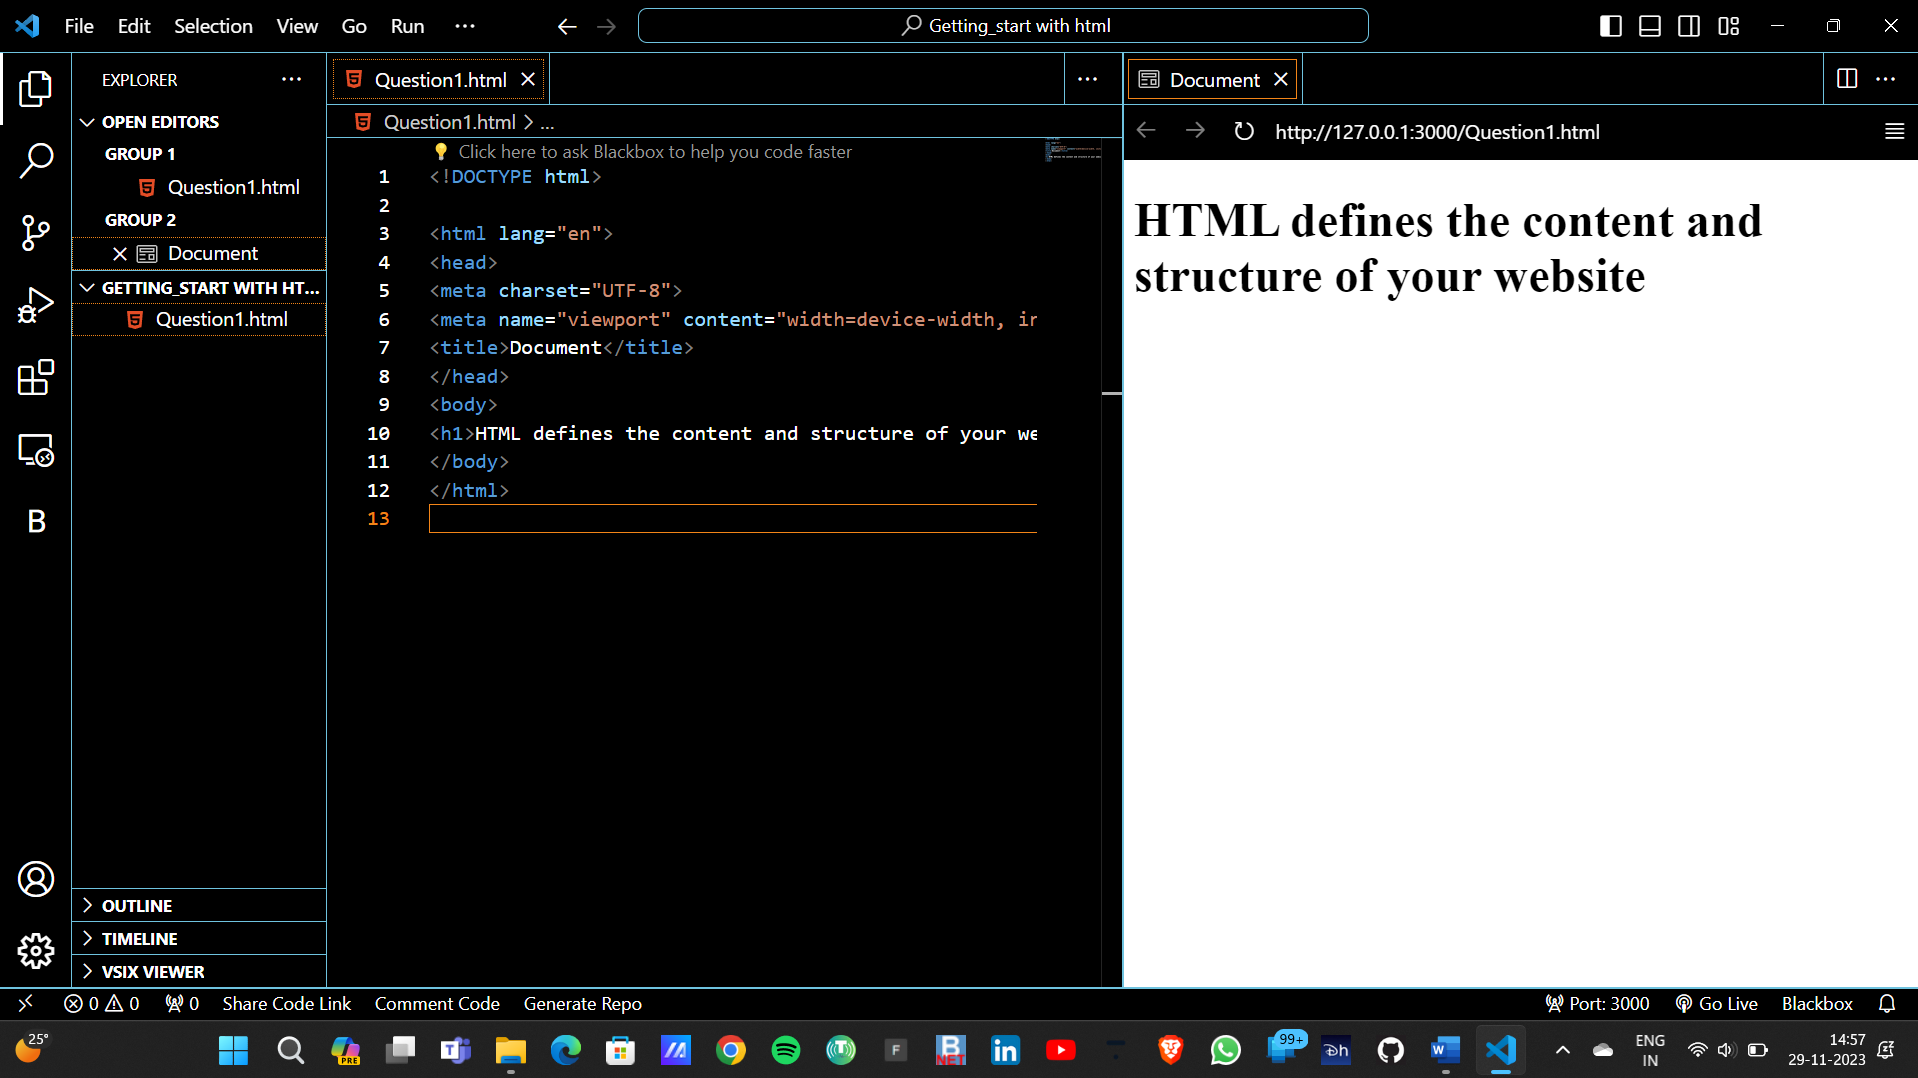 File Edit Selection View Go Run ...
Getting_start with html
EXPLORER ...
OPEN EDITORS
GROUP 1
Question1.html
GROUP 2
Document
GETTING_START WITH HT...
Question1.html
OUTLINE
TIMELINE
VSIX VIEWER
Question1.html
Question1.html > ...
Click here to ask Blackbox to help you code faster
1 <!DOCTYPE html>
2
3 <html lang="en">
4 <head>
5 <meta charset="UTF-8">
6 <meta name="viewport" content="width=device-width, in
7 <title>Document</title>
8 </head>
9 <body>
10 <h1>HTML defines the content and structure of your we
11 </body>
12 </html>
13
Document
http://127.0.0.1:3000/Question1.html
HTML defines the content and
structure of your website
0 0 0 Share Code Link Comment Code Generate Repo
Port: 3000 Go Live Blackbox
25°
PRE
F
B
.NET
in
99+
Dh
W
ENG
IN
14:57
29-11-2023